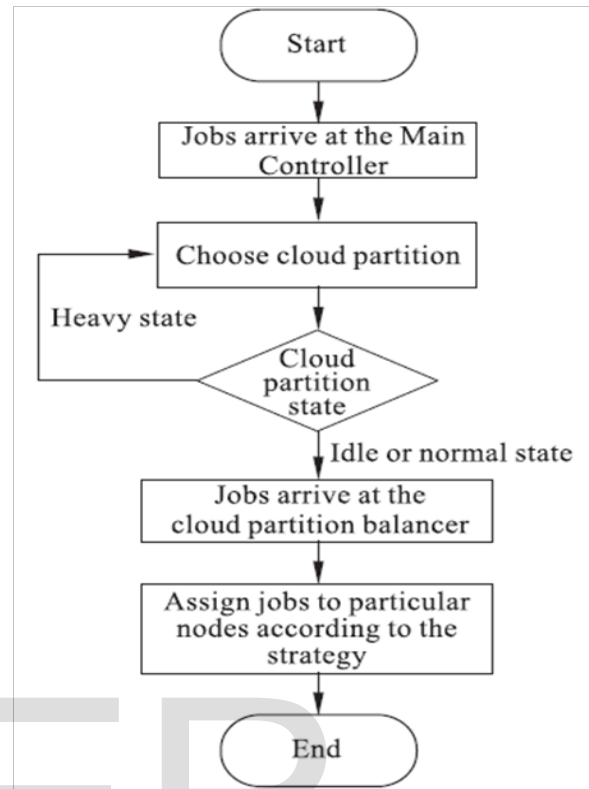 Start
Jobs arrive at the Main
Controller
Choose cloud partition
Heavy state
Cloud
partition
state
Idle or normal state
Jobs arrive at the
cloud partition balancer
Assign jobs to particular
nodes according to the
strategy
End